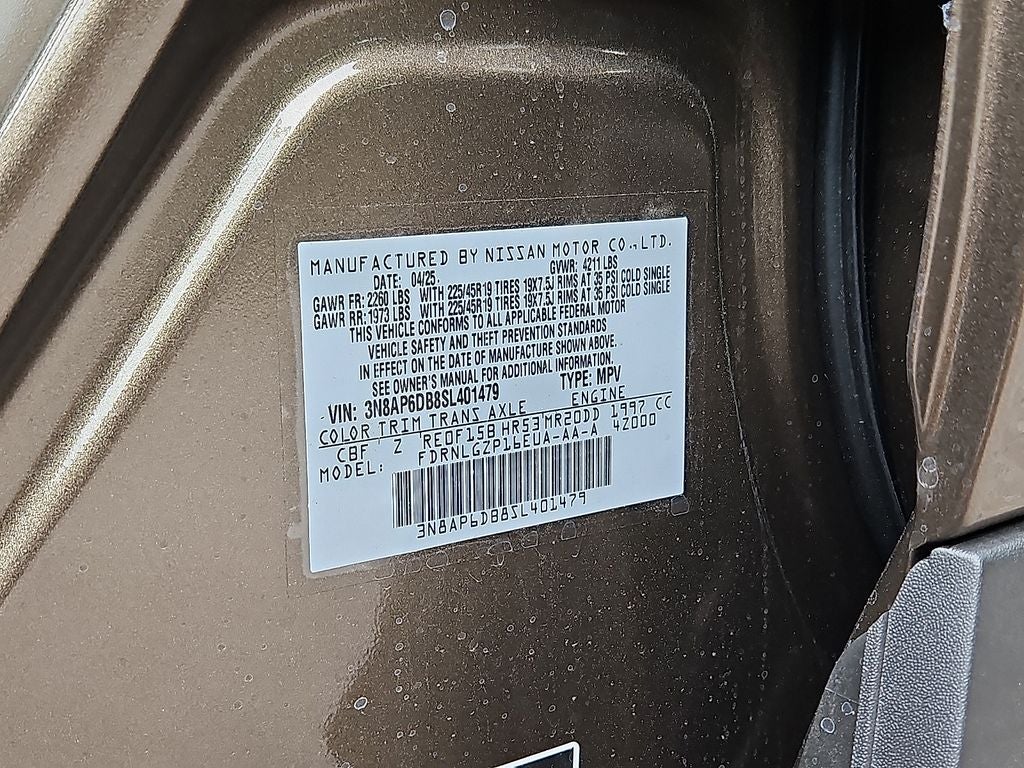 MANUFACTURED BY NISSAN MOTOR CO.,LTD.
DATE: 04/25. GVWR: 4211 LBS
GAWR FR: 2260 LBS WITH 225/45R19 TIRES 19X7.5J RIMS AT 35 PSI COLD SINGLE
GAWR RR: 1973 LBS WITH 225/45R19 TIRES 19X7.5J RIMS AT 35 PSI COLD SINGLE
THIS VEHICLE CONFORMS TO ALL APPLICABLE FEDERAL MOTOR
VEHICLE SAFETY AND THEFT PREVENTION STANDARDS
IN EFFECT ON THE DATE OF MANUFACTURE SHOWN ABOVE.
SEE OWNER'S MANUAL FOR ADDITIONAL INFORMATION.
VIN: 3N8AP6DB8SL401479 TYPE: MPV
COLOR TRIM TRANS AXLE ENGINE
CBF Z RE0F15B HR53 MR20DD 1997 CC
MODEL: FDRNLGZP16EUA-AA-A 42000
3N8AP6DB8SL401479